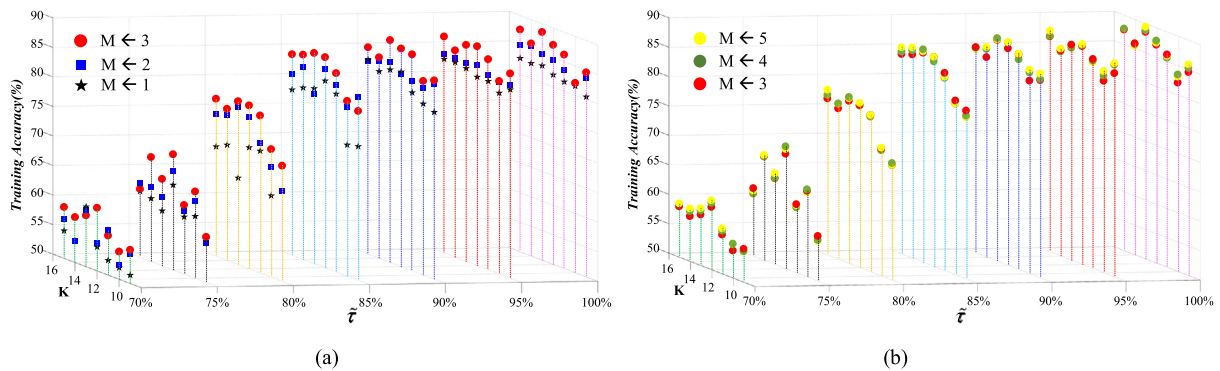 90
85
80
75
70
65
60
55
50
Training Accuracy(%)
M ← 3
M ← 2
M ← 1
16
14
12
10
K
70%
75%
80%
85%
90%
95%
100%
τ̃
(a)
90
85
80
75
70
65
60
55
50
Training Accuracy(%)
M ← 5
M ← 4
M ← 3
16
14
12
10
K
70%
75%
80%
85%
90%
95%
100%
τ̃
(b)